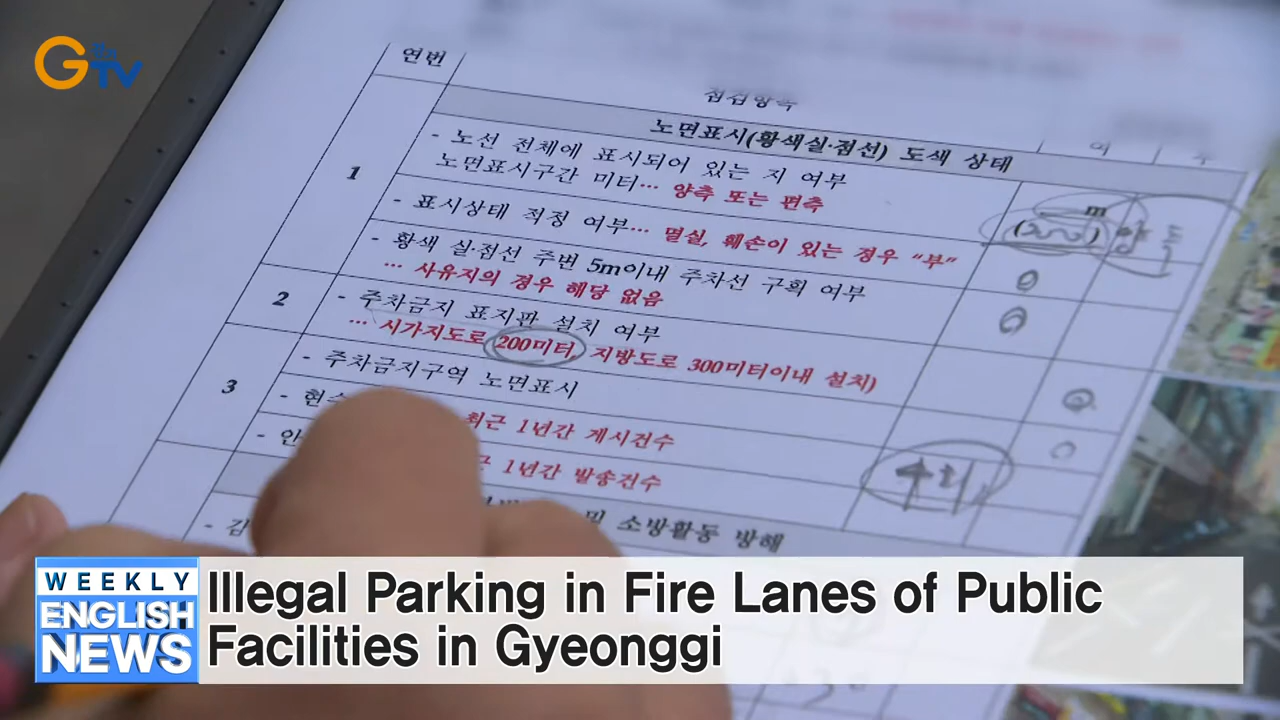 G TV
연번
점검항목
여
부
노면표시(황색실·점선) 도색 상태
1
- 노선 전체에 표시되어 있는 지 여부
노면표시구간 미터… 양측 또는 편측
m
- 표시상태 적정 여부… 멸실, 훼손이 있는 경우 "부"
- 황색 실·점선 주변 5m이내 주차선 구획 여부
… 사유지의 경우 해당 없음
2
- 주차금지 표지판 설치 여부
… 시가지도로 200미터, 지방도로 300미터이내 설치)
3
- 주차금지구역 노면표시
- 현수
최근 1년간 게시건수
- 안
근 1년간 발송건수
및 소방활동 방해
WEEKLY
ENGLISH
NEWS
Illegal Parking in Fire Lanes of Public
Facilities in Gyeonggi